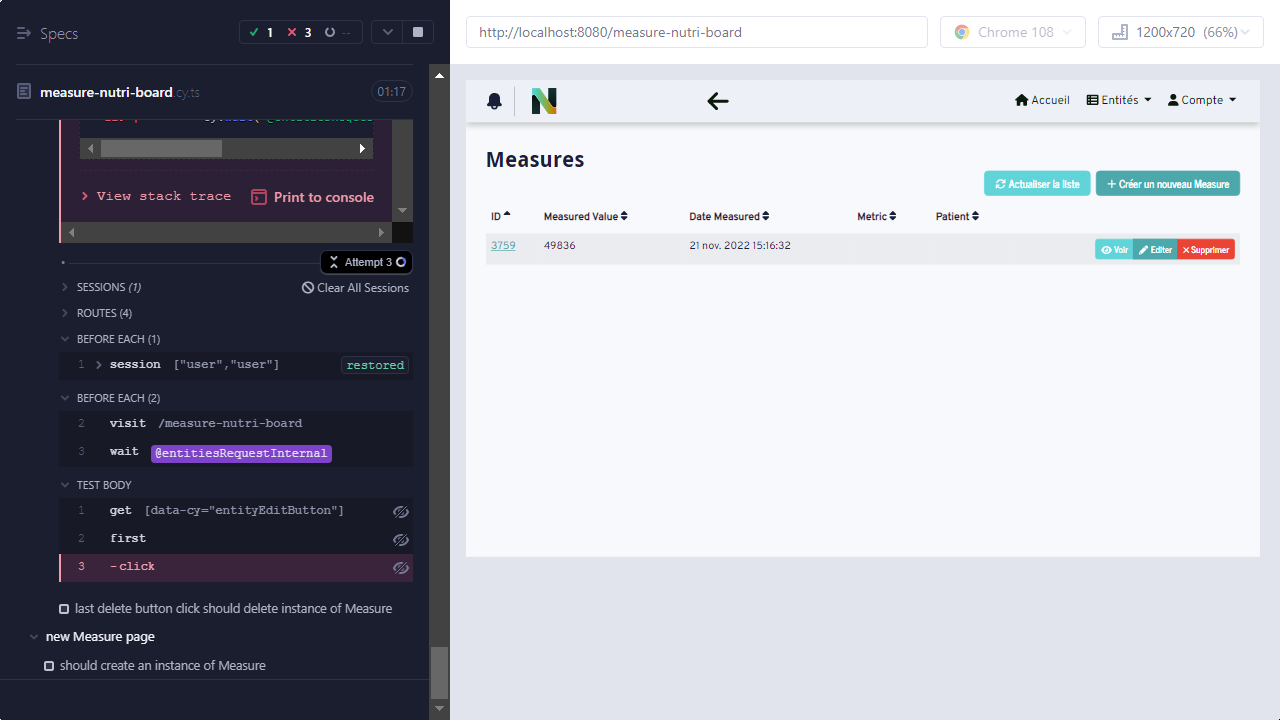 Specs
1
3
--
measure-nutri-board.cy.ts
01:17
> View stack trace
Print to console
Attempt 3
SESSIONS (1)
Clear All Sessions
ROUTES (4)
BEFORE EACH (1)
1 > session ["user","user"] restored
BEFORE EACH (2)
2 visit /measure-nutri-board
3 wait @entitiesRequestInternal
TEST BODY
1 get [data-cy="entityEditButton"]
2 first
3 -click
last delete button click should delete instance of Measure
new Measure page
should create an instance of Measure
http://localhost:8080/measure-nutri-board
Chrome 108
1200x720 (66%)
Accueil
Entités
Compte
Measures
Actualiser la liste
+ Créer un nouveau Measure
ID Measured Value Date Measured Metric Patient
3759 49836 21 nov. 2022 15:16:32 Voir Editer Supprimer